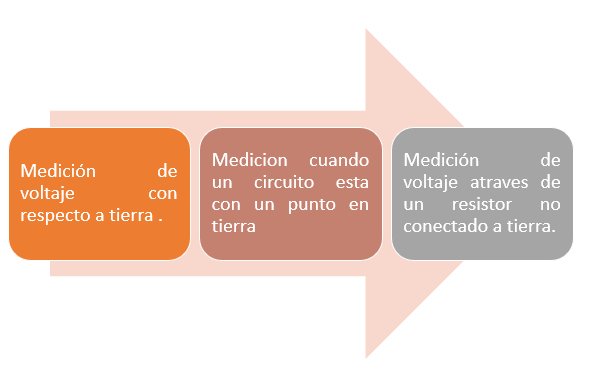 Medición de
voltaje con
respecto a tierra .
Medicion cuando
un circuito esta
con un punto en
tierra
Medición de
voltaje atraves de
un resistor no
conectado a tierra.